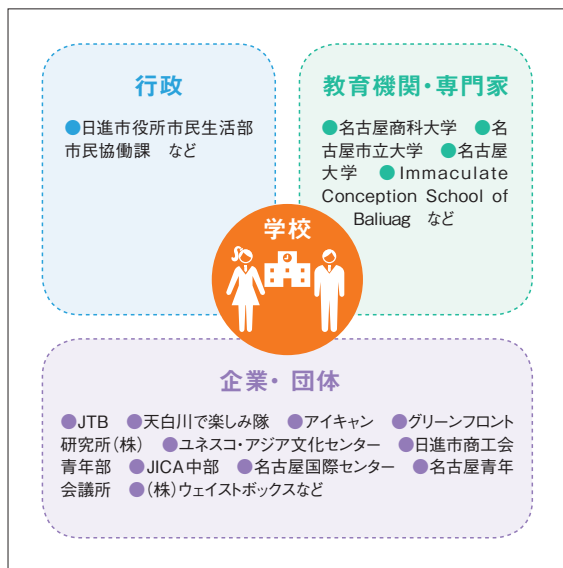 行政
●日進市役所市民生活部
市民協働課　など
教育機関・専門家
●名古屋商科大学　●名
古屋市立大学　●名古屋
大学　●Immaculate
Conception School of
Baliuag　など
学校
企業・団体
●JTB　●天白川で楽しみ隊　●アイキャン　●グリーンフロント
研究所(株)　●ユネスコ・アジア文化センター　●日進市商工会
青年部　●JICA中部　●名古屋国際センター　●名古屋青年
会議所　●(株)ウェイストボックスなど